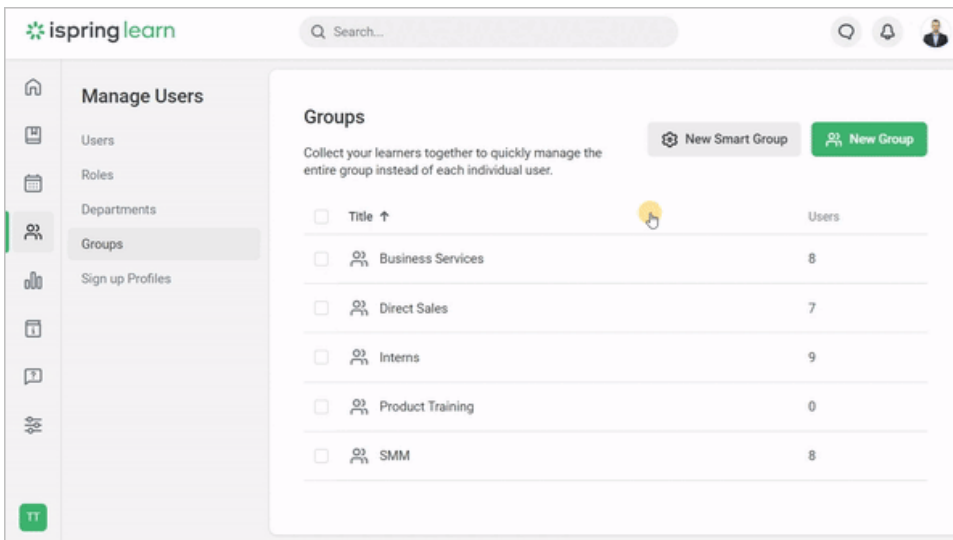 ispring learn
Search...
Manage Users
Users
Roles
Departments
Groups
Sign up Profiles
TT
Groups
Collect your learners together to quickly manage the
entire group instead of each individual user.
New Smart Group
New Group
Title ↑
Users
Business Services
8
Direct Sales
7
Interns
9
Product Training
0
SMM
8